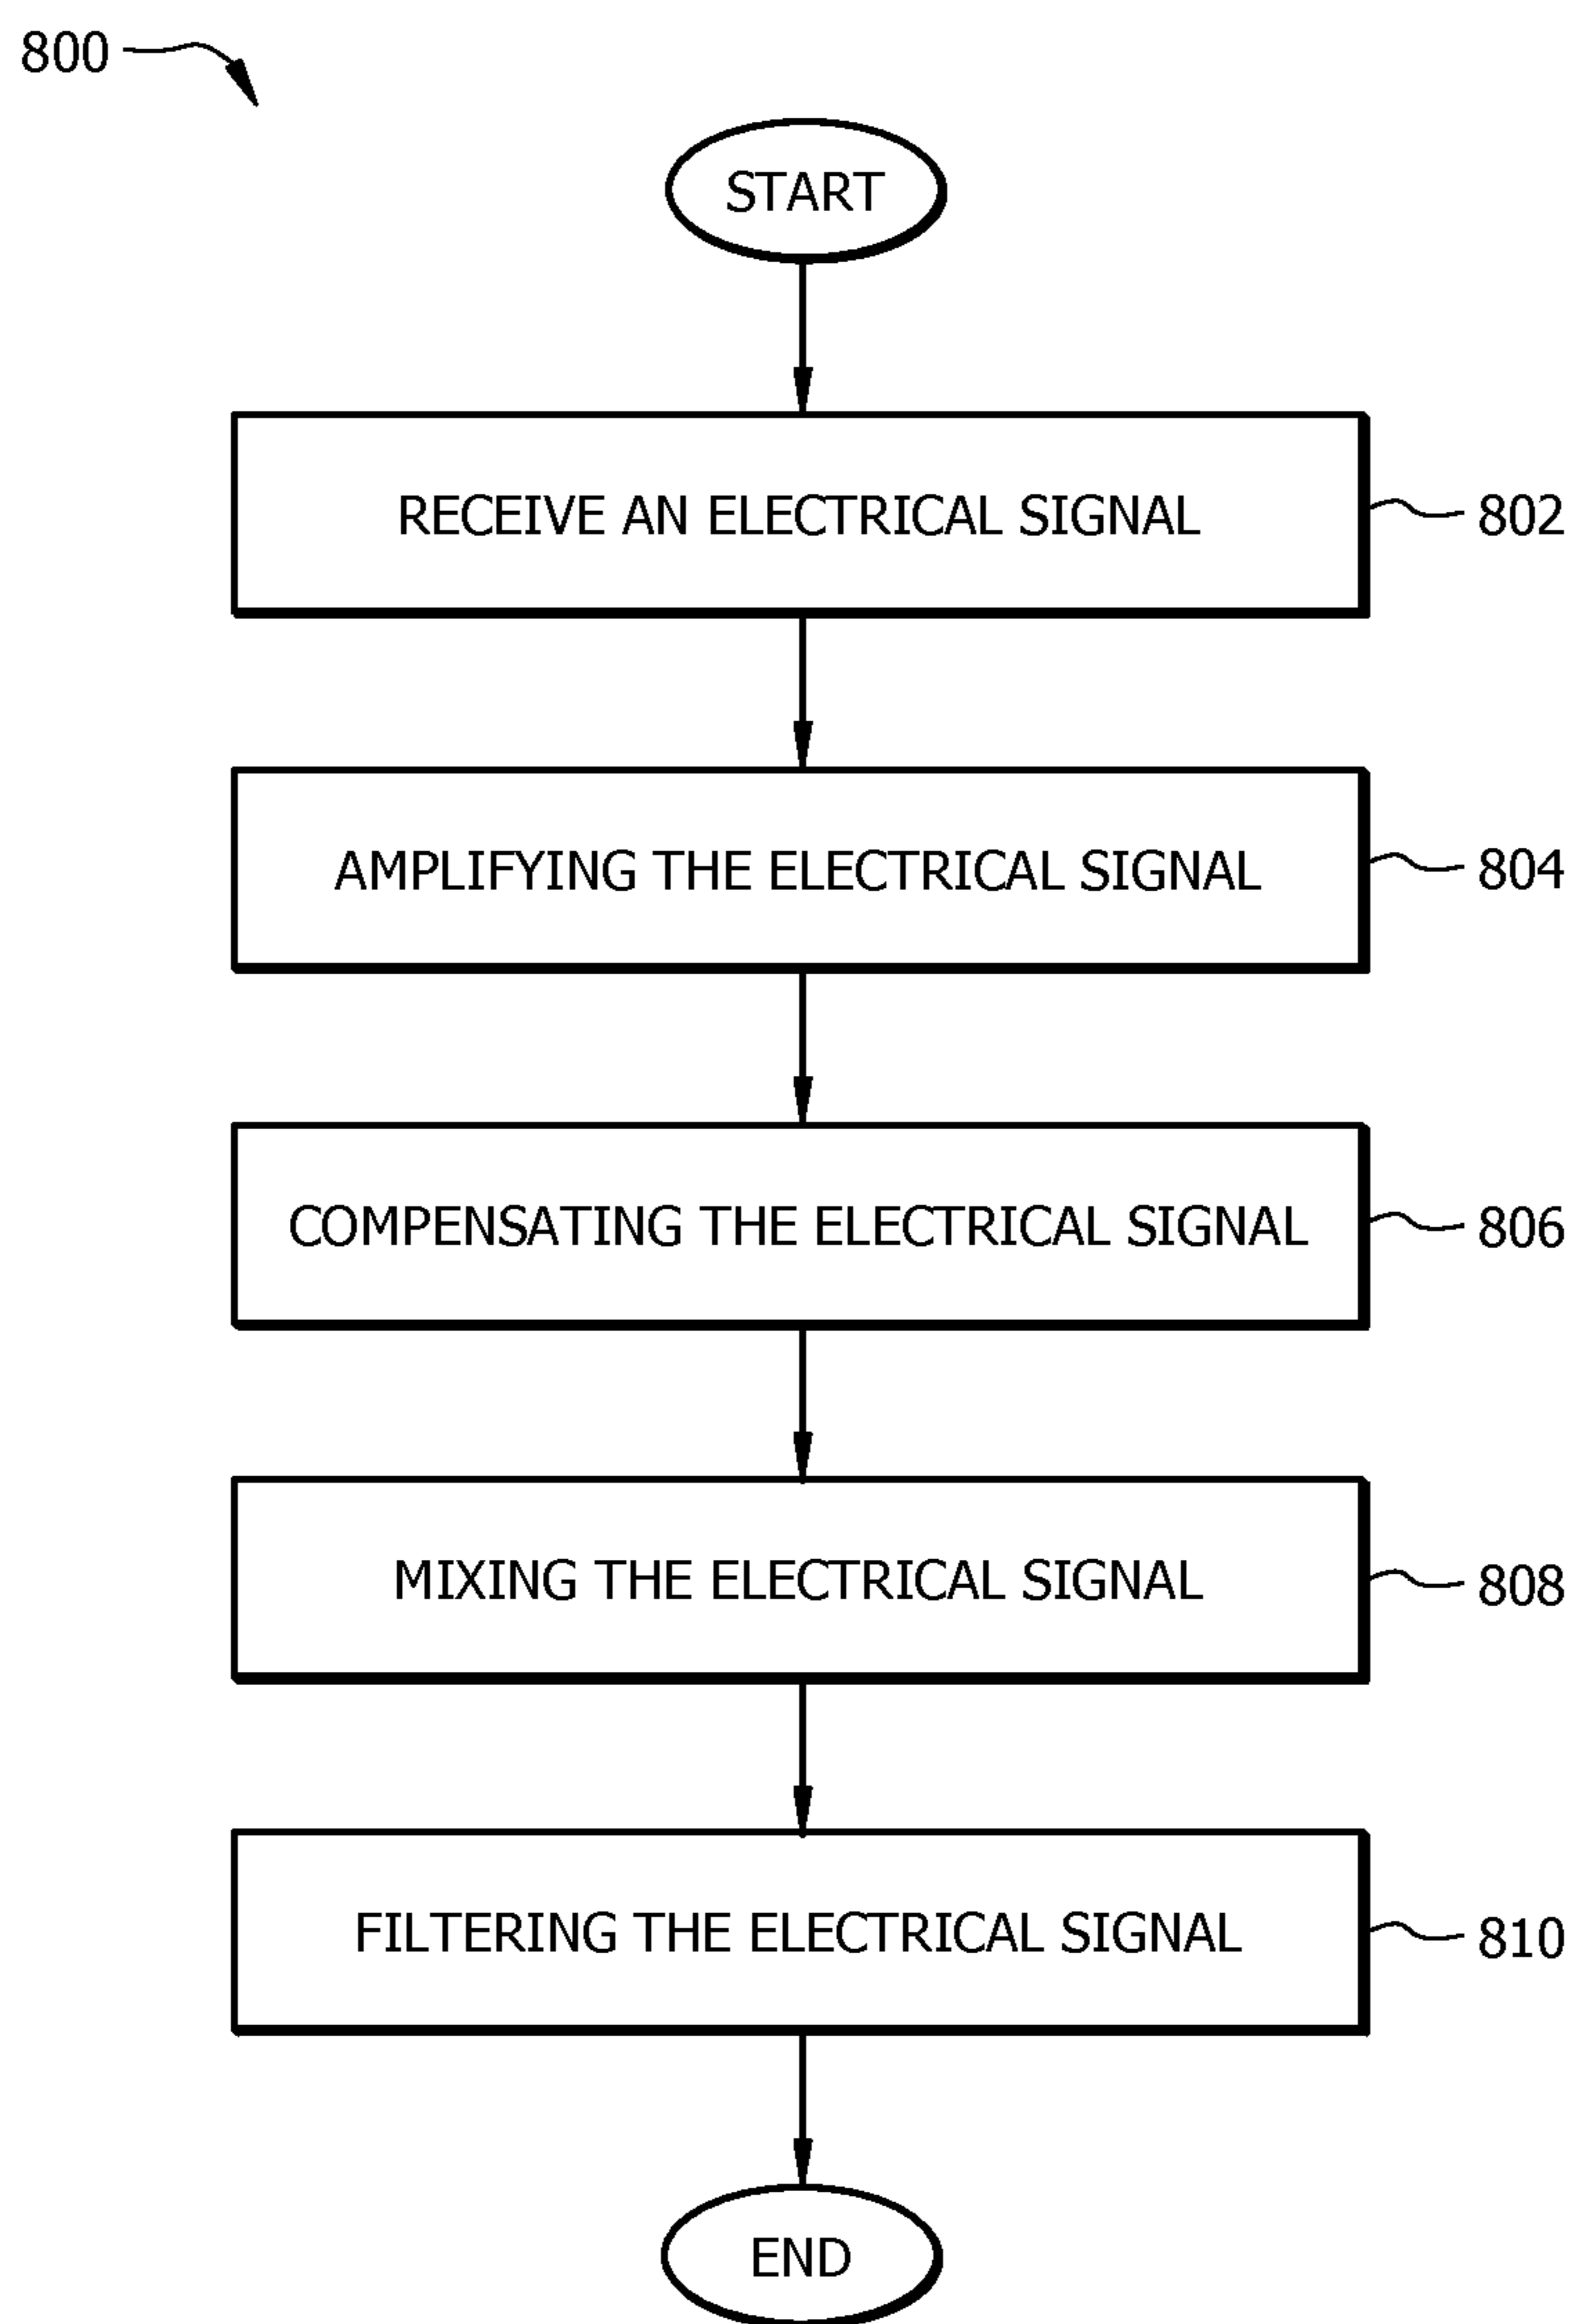 800
START
RECEIVE AN ELECTRICAL SIGNAL
802
AMPLIFYING THE ELECTRICAL SIGNAL
804
COMPENSATING THE ELECTRICAL SIGNAL
806
MIXING THE ELECTRICAL SIGNAL
808
FILTERING THE ELECTRICAL SIGNAL
810
END